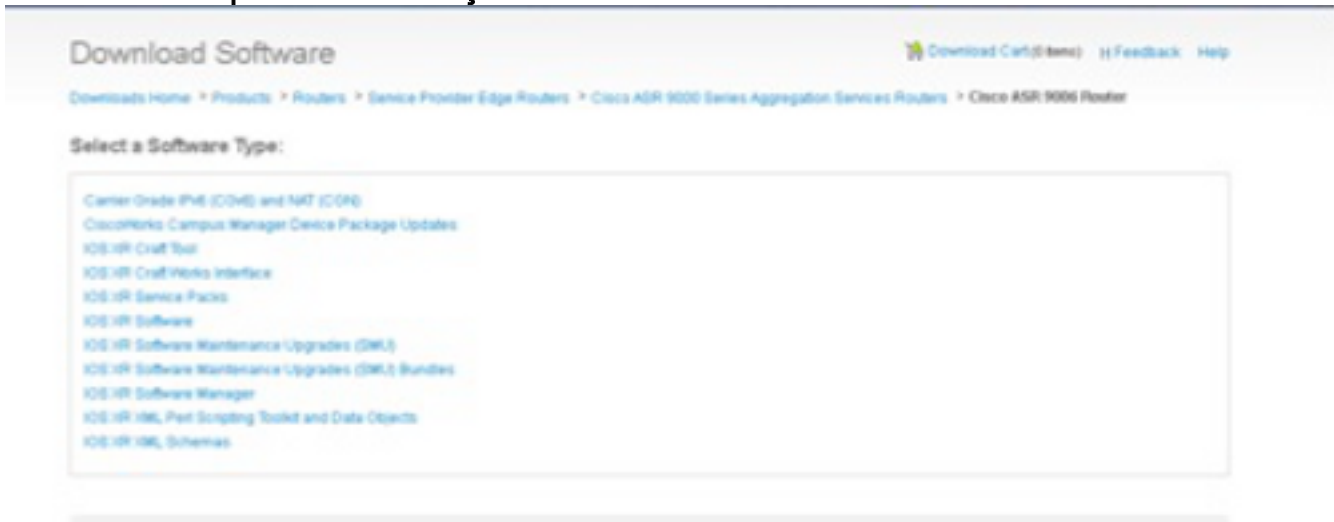 Download Software
Download Cart (0 items) Feedback Help
Downloads Home > Products > Routers > Service Provider Edge Routers > Cisco ASR 9000 Series Aggregation Services Routers > Cisco ASR 9006 Router
Select a Software Type:
Carrier Grade IPv6 (CGv6) and NAT (CGN)
CiscoWorks Campus Manager Device Package Updates
IOS XR Craft Tool
IOS XR Craft Works Interface
IOS XR Service Packs
IOS XR Software
IOS XR Software Maintenance Upgrades (SMU)
IOS XR Software Maintenance Upgrades (SMU) Bundles
IOS XR Software Manager
IOS XR XML Perl Scripting Toolkit and Data Objects
IOS XR XML Schemas